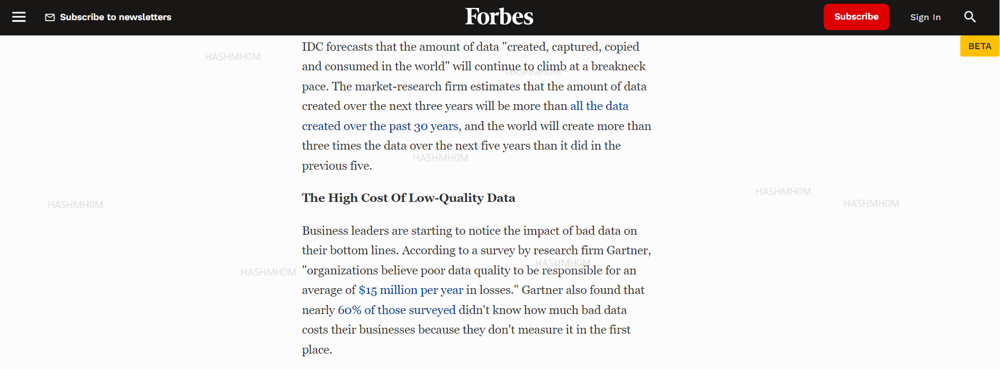 Subscribe to newsletters
Forbes
Subscribe
Sign In
BETA
IDC forecasts that the amount of data "created, captured, copied
and consumed in the world" will continue to climb at a breakneck
pace. The market-research firm estimates that the amount of data
created over the next three years will be more than all the data
created over the past 30 years, and the world will create more than
three times the data over the next five years than it did in the
previous five.
The High Cost Of Low-Quality Data
Business leaders are starting to notice the impact of bad data on
their bottom lines. According to a survey by research firm Gartner,
"organizations believe poor data quality to be responsible for an
average of $15 million per year in losses." Gartner also found that
nearly 60% of those surveyed didn't know how much bad data
costs their businesses because they don't measure it in the first
place.
HASHMH0M
HASHMH0M
HASHMH0M
HASHMH0M
HASHMH0M
HASHMH0M
HASHMH0M
HASHMH0M